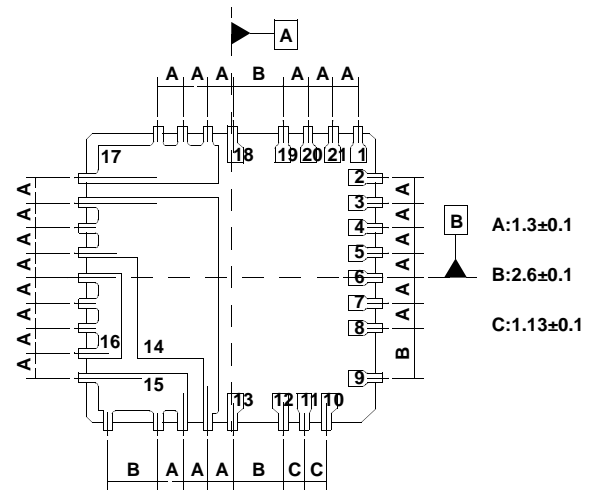 A
A A A B A A A
17 18 19 20 21 1
2
A 3 A
B
A 4 A A:1.3±0.1
A 5 A
A 6 A B:2.6±0.1
A 7 A
A 16 14 8 C:1.13±0.1
A 15 9 B
13 12 11 10
B A A A B C C